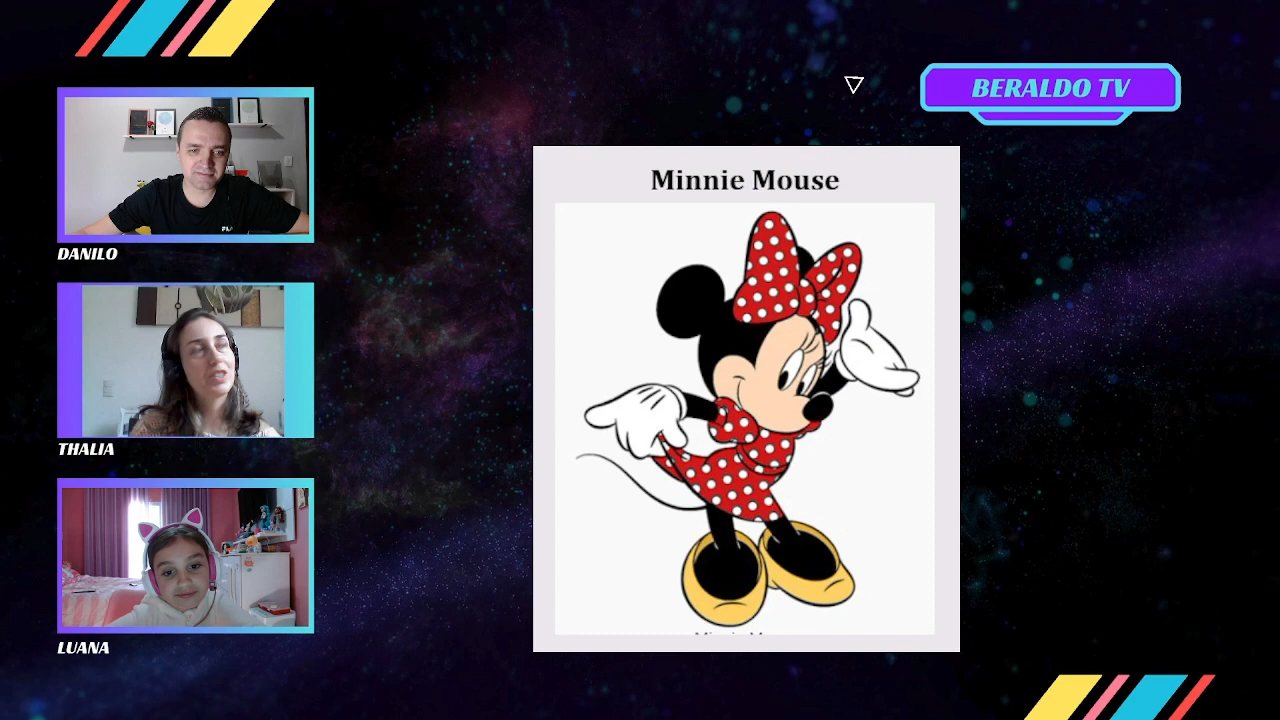 BERALDO TV
Minnie Mouse
DANILO
THALIA
LUANA